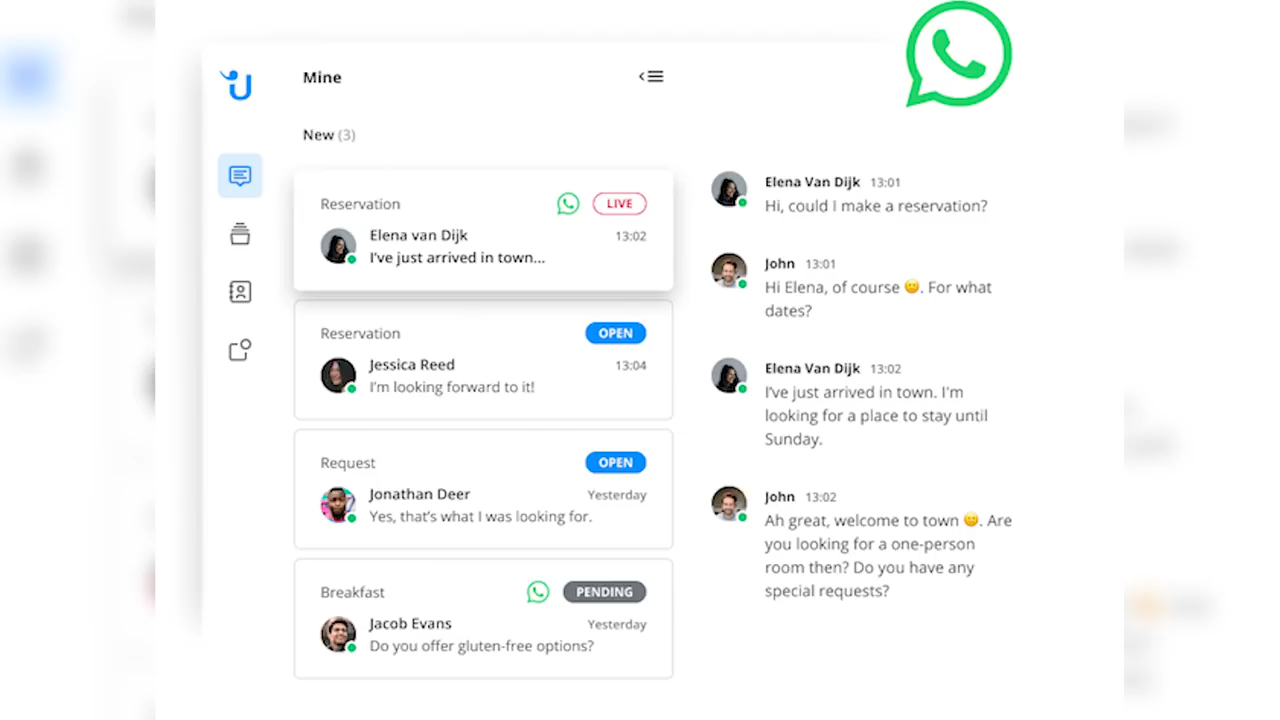 Mine
New (3)
Reservation
LIVE
Elena van Dijk
13:02
I've just arrived in town...
Reservation
OPEN
Jessica Reed
13:04
I'm looking forward to it!
Request
OPEN
Jonathan Deer
Yesterday
Yes, that's what I was looking for.
Breakfast
PENDING
Jacob Evans
Yesterday
Do you offer gluten-free options?
Elena Van Dijk 13:01
Hi, could I make a reservation?
John 13:01
Hi Elena, of course 🙂. For what
dates?
Elena Van Dijk 13:02
I've just arrived in town. I'm
looking for a place to stay until
Sunday.
John 13:02
Ah great, welcome to town 🙂. Are
you looking for a one-person
room then? Do you have any
special requests?